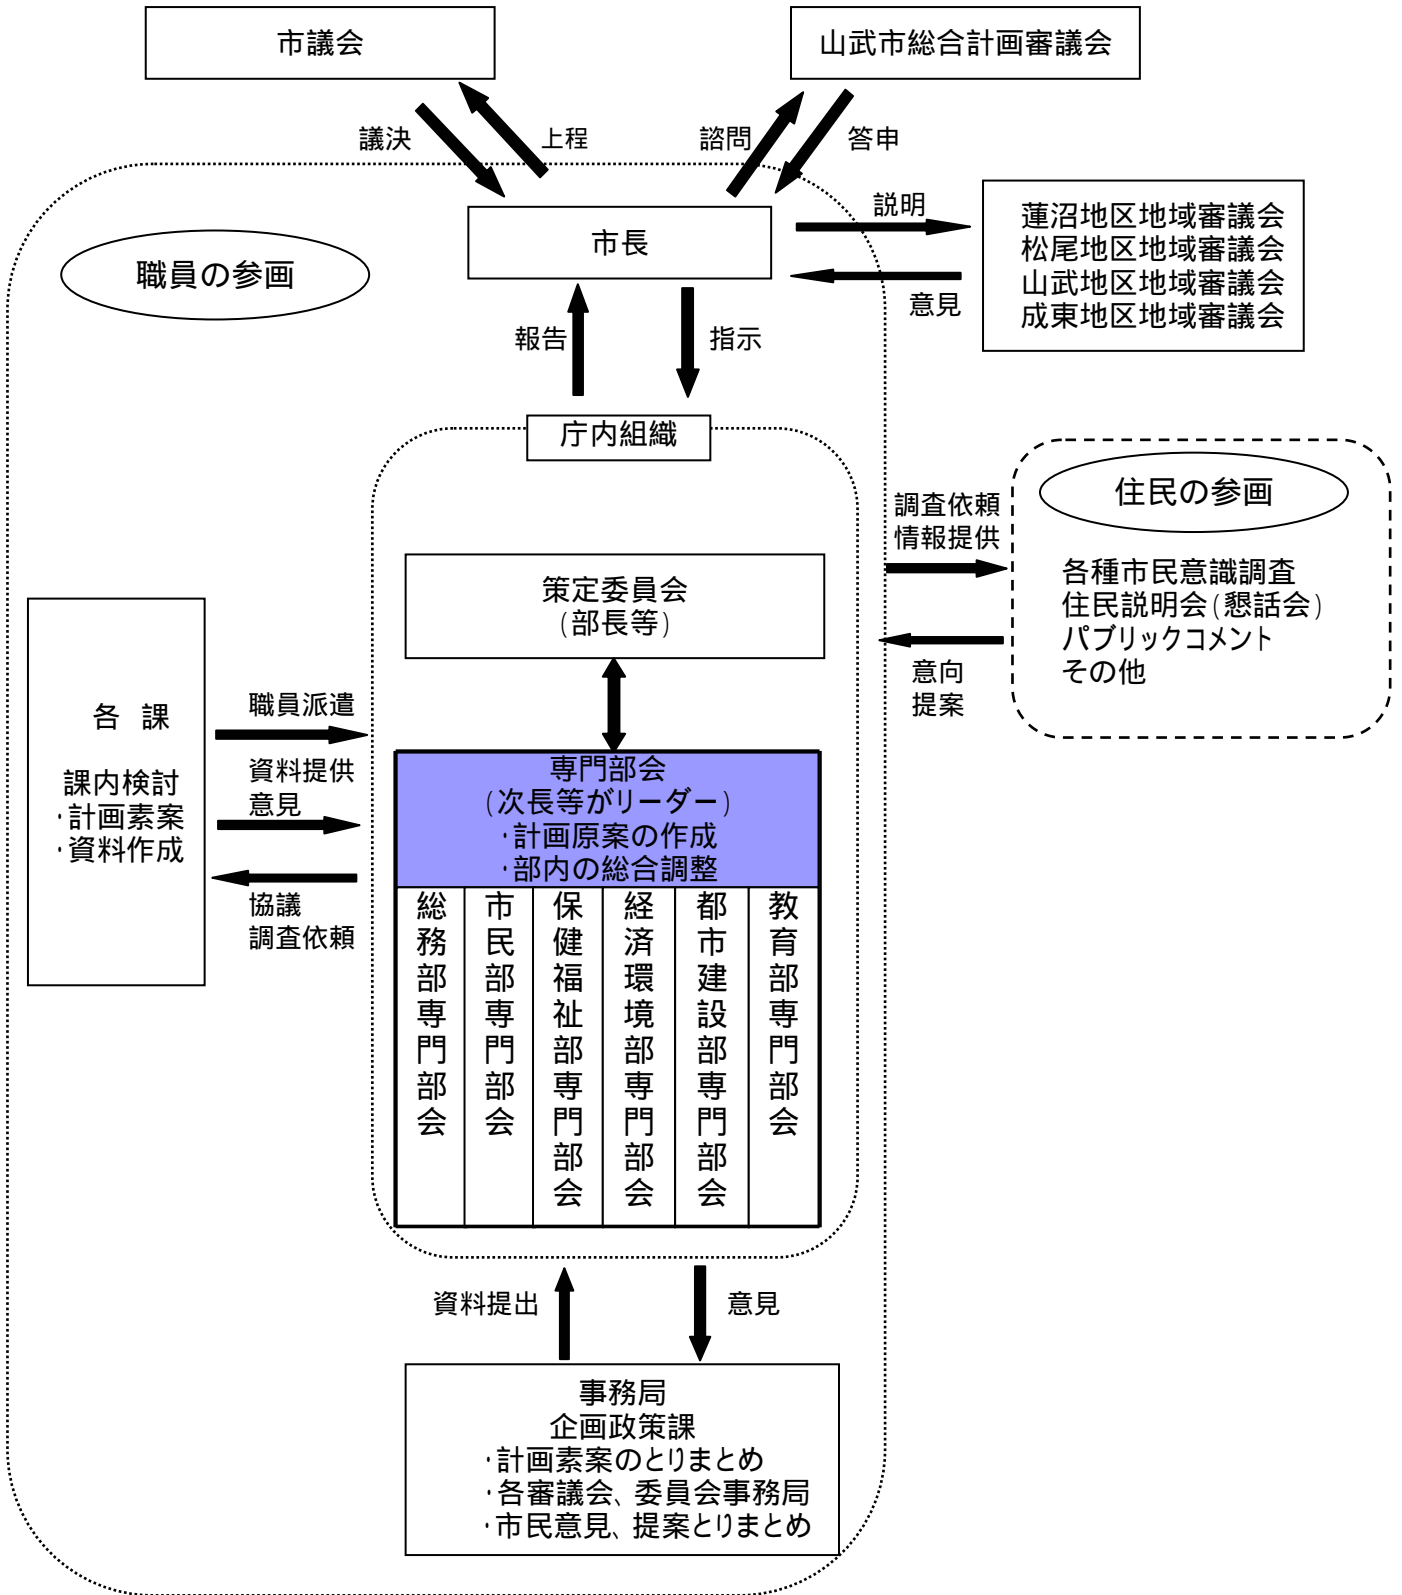 市議会
山武市総合計画審議会
議決
上程
諮問
答申
市長
説明
意見
蓮沼地区地域審議会
松尾地区地域審議会
山武地区地域審議会
成東地区地域審議会
職員の参画
報告
指示
庁内組織
調査依頼
情報提供
意向
提案
住民の参画
各種市民意識調査
住民説明会(懇話会)
パブリックコメント
その他
策定委員会
(部長等)
各 課
課内検討
・計画素案
・資料作成
職員派遣
資料提供
意見
協議
調査依頼
専門部会
(次長等がリーダー)
・計画原案の作成
・部内の総合調整
総務部専門部会
市民部専門部会
保健福祉部専門部会
経済環境部専門部会
都市建設部専門部会
教育部専門部会
資料提出
意見
事務局
企画政策課
・計画素案のとりまとめ
・各審議会、委員会事務局
・市民意見、提案とりまとめ